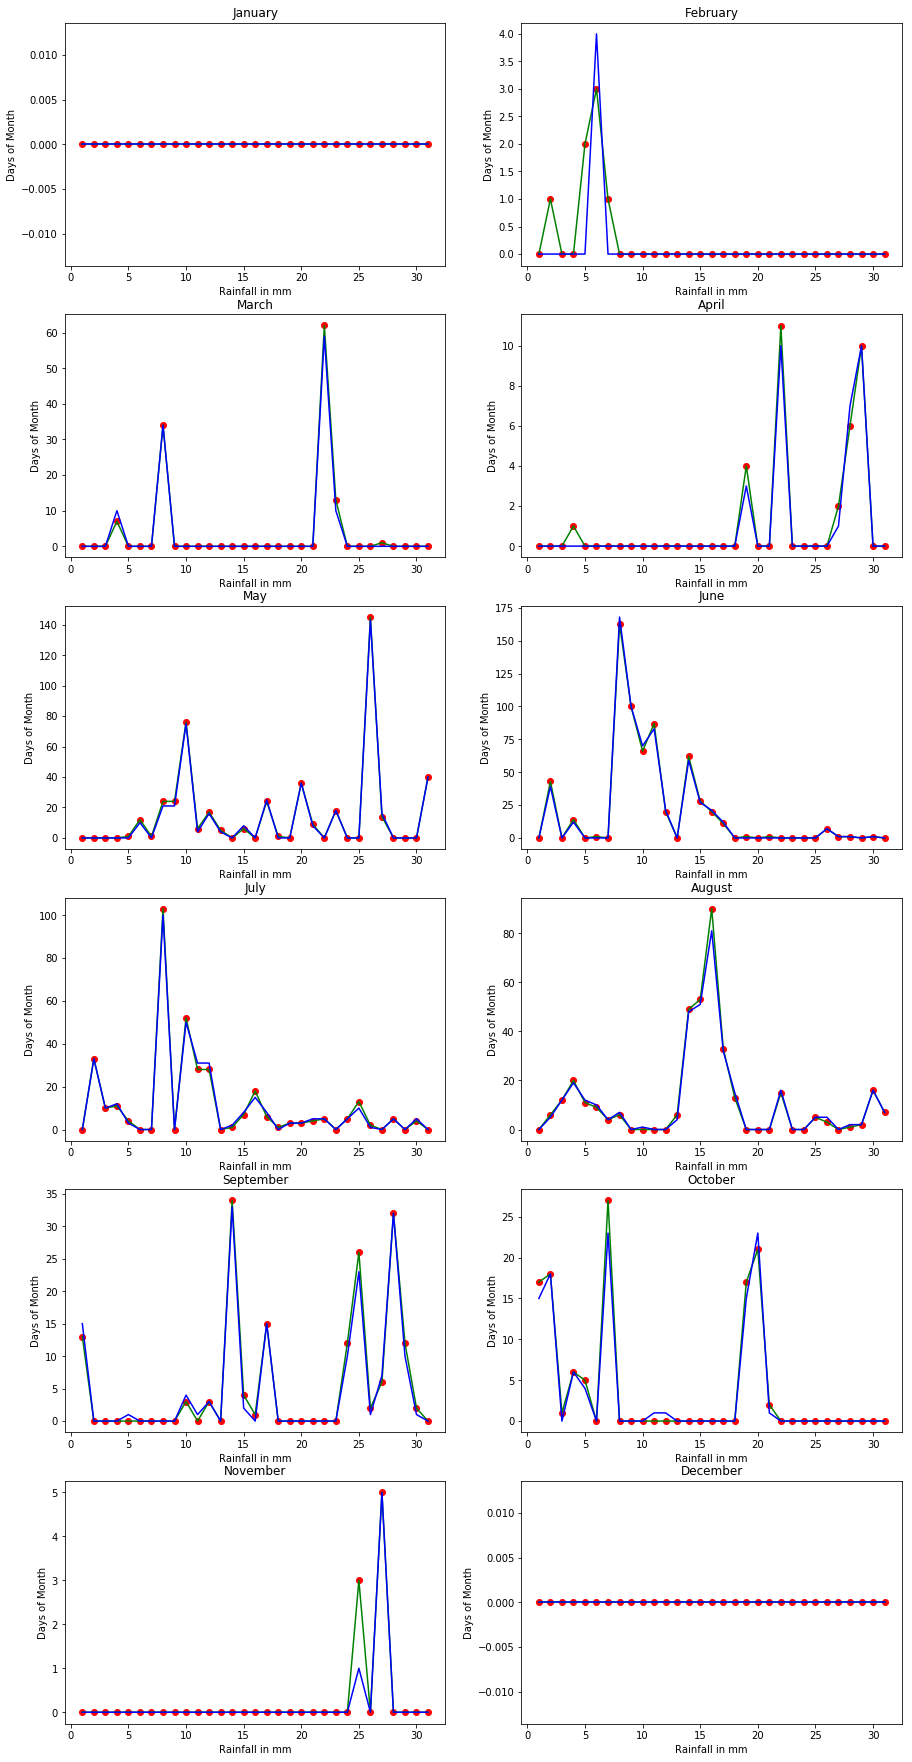 January
Days of Month
0.010
0.005
0.000
−0.005
−0.010
0 5 10 15 20 25 30
Rainfall in mm
February
Days of Month
4.0
3.5
3.0
2.5
2.0
1.5
1.0
0.5
0.0
0 5 10 15 20 25 30
Rainfall in mm
March
Days of Month
60
50
40
30
20
10
0
0 5 10 15 20 25 30
Rainfall in mm
April
Days of Month
10
8
6
4
2
0
0 5 10 15 20 25 30
Rainfall in mm
May
Days of Month
140
120
100
80
60
40
20
0
0 5 10 15 20 25 30
Rainfall in mm
June
Days of Month
175
150
125
100
75
50
25
0
0 5 10 15 20 25 30
Rainfall in mm
July
Days of Month
100
80
60
40
20
0
0 5 10 15 20 25 30
Rainfall in mm
August
Days of Month
80
60
40
20
0
0 5 10 15 20 25 30
Rainfall in mm
September
Days of Month
35
30
25
20
15
10
5
0
0 5 10 15 20 25 30
Rainfall in mm
October
Days of Month
25
20
15
10
5
0
0 5 10 15 20 25 30
Rainfall in mm
November
Days of Month
5
4
3
2
1
0
0 5 10 15 20 25 30
Rainfall in mm
December
Days of Month
0.010
0.005
0.000
−0.005
−0.010
0 5 10 15 20 25 30
Rainfall in mm